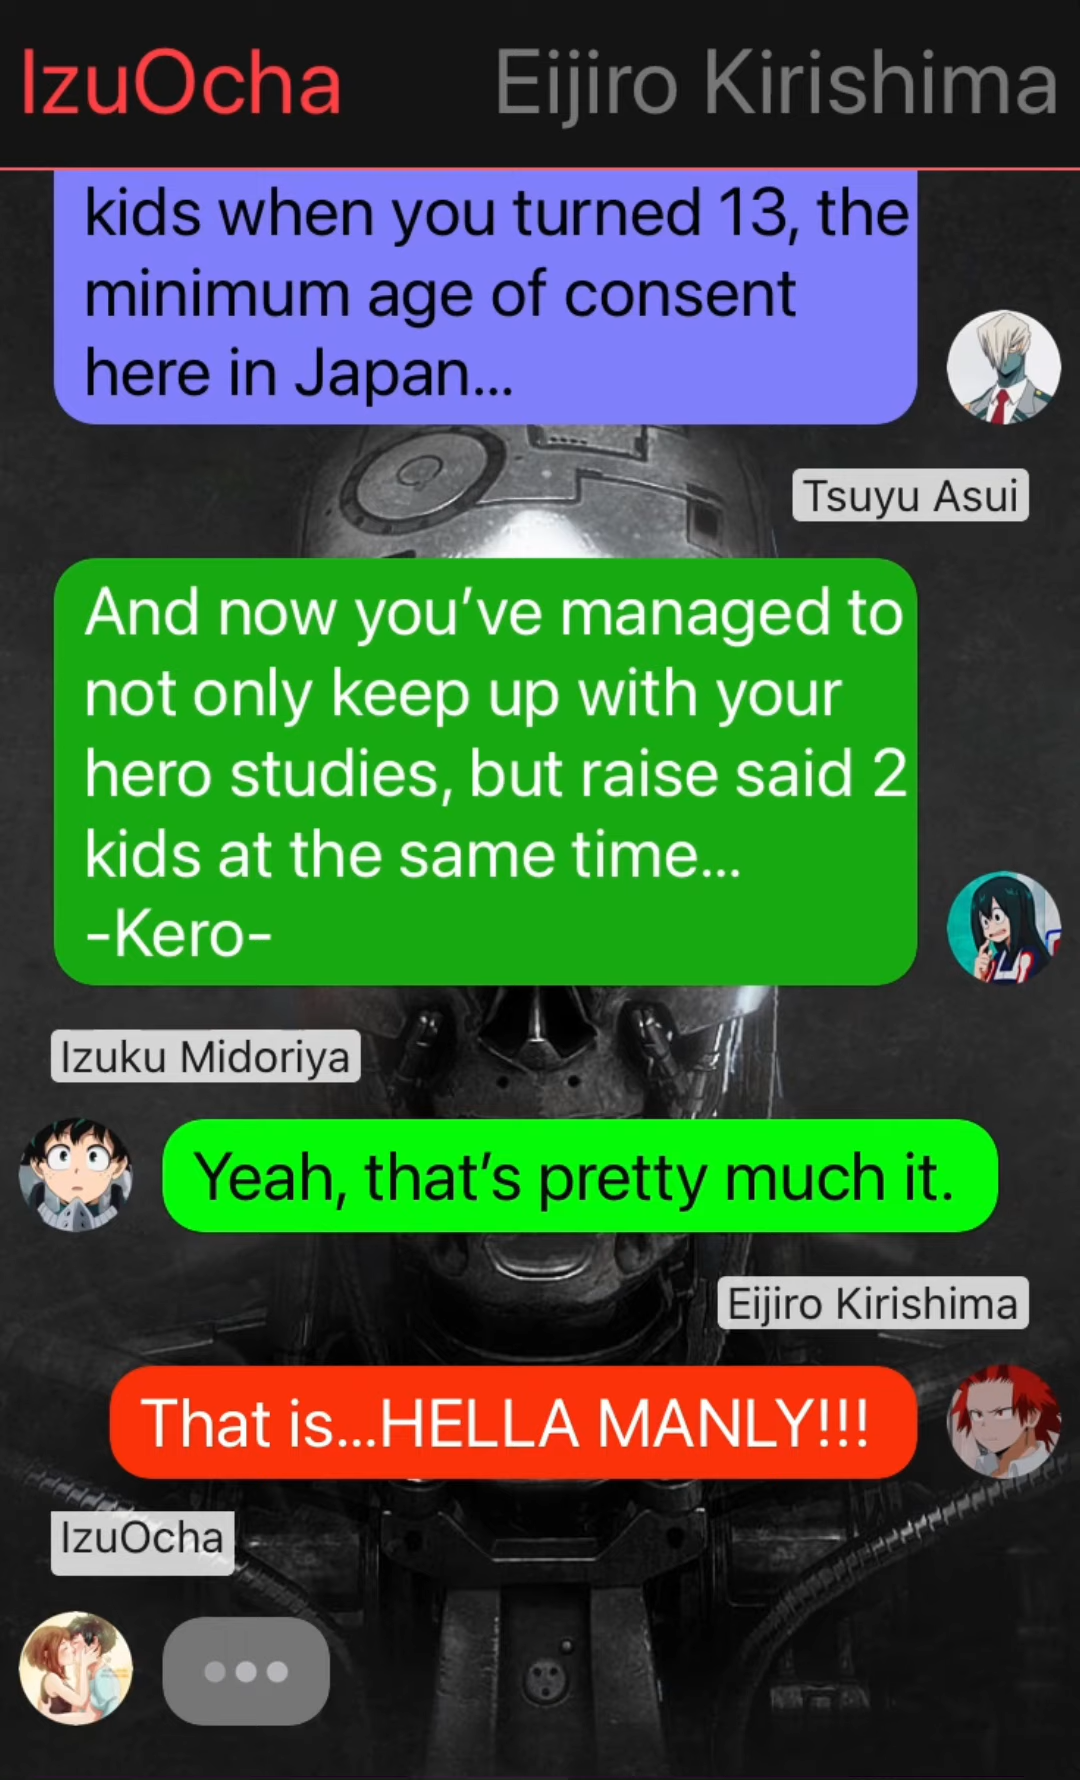 IzuOcha Eijiro Kirishima
kids when you turned 13, the
minimum age of consent
here in Japan...
Tsuyu Asui
And now you’ve managed to
not only keep up with your
hero studies, but raise said 2
kids at the same time...
-Kero-
Izuku Midoriya
Yeah, that’s pretty much it.
Eijiro Kirishima
That is...HELLA MANLY!!!
IzuOcha